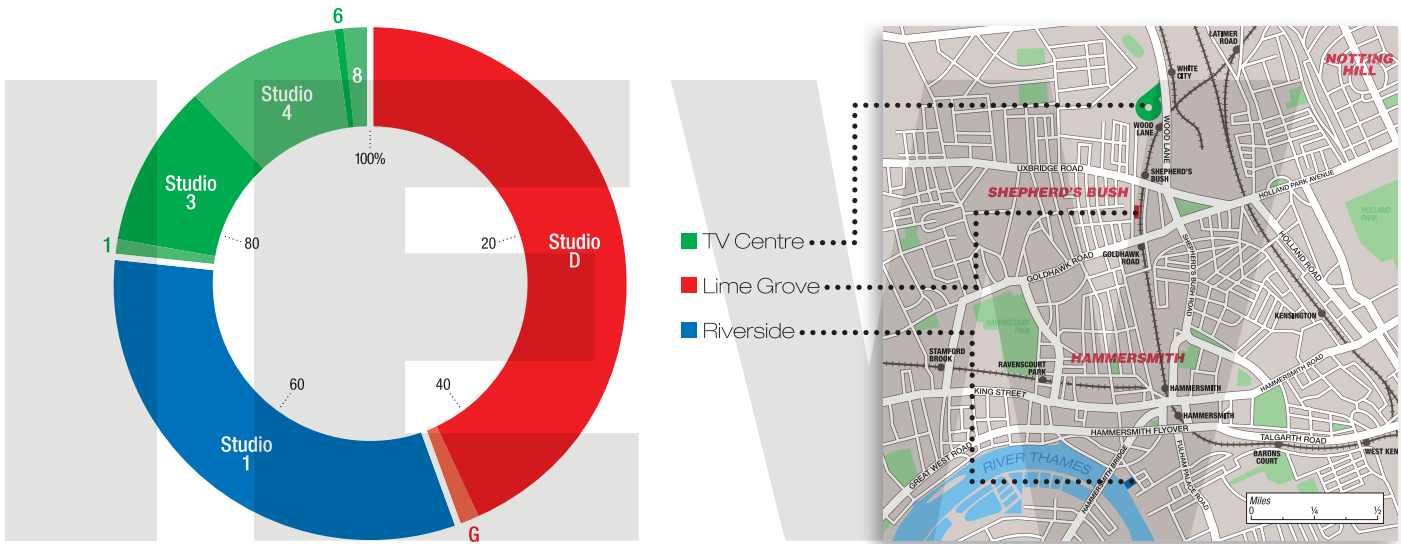 6
8
Studio
4
100%
Studio
3
1
80
20
Studio
D
60
40
Studio
1
G
TV Centre
Lime Grove
Riverside
LATIMER
ROAD
NOTTING
HILL
WHITE
CITY
WOOD
LANE
WOOD LANE
UXBRIDGE ROAD
SHEPHERD'S
BUSH
HOLLAND PARK AVENUE
SHEPHERD'S BUSH
HOLLAND
PARK
GOLDHAWK
ROAD
GOLDHAWK ROAD
SHEPHERD'S BUSH ROAD
HOLLAND ROAD
KENSINGTON
RAVENSCOURT
PARK
STAMFORD
BROOK
RAVENSCOURT
PARK
HAMMERSMITH
HAMMERSMITH ROAD
KING STREET
HAMMERSMITH
HAMMERSMITH
HAMMERSMITH FLYOVER
TALGARTH ROAD
BARONS
COURT
WEST KEN
GREAT WEST ROAD
RIVER THAMES
HAMMERSMITH BRIDGE
FULHAM PALACE ROAD
Miles
0 ¼ ½